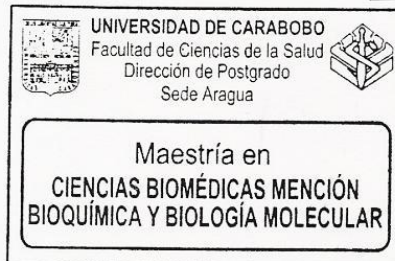 UNIVERSIDAD DE CARABOBO
Facultad de Ciencias de la Salud
Dirección de Postgrado
Sede Aragua
Maestría en
CIENCIAS BIOMÉDICAS MENCIÓN
BIOQUÍMICA Y BIOLOGÍA MOLECULAR